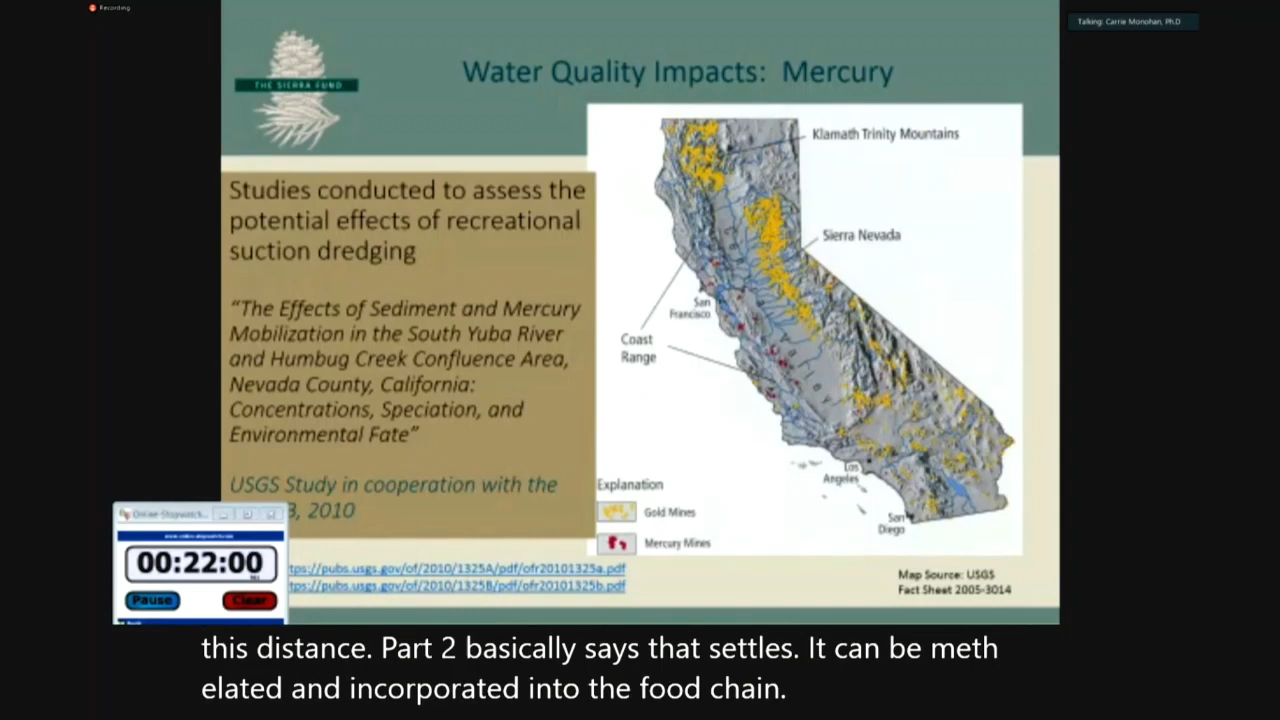 Recording
Talking: Carrie Monohan, Ph.D
THE SIERRA FUND
Water Quality Impacts: Mercury
Studies conducted to assess the
potential effects of recreational
suction dredging
“The Effects of Sediment and Mercury
Mobilization in the South Yuba River
and Humbug Creek Confluence Area,
Nevada County, California:
Concentrations, Speciation, and
Environmental Fate”
USGS Study in cooperation with the
3, 2010
Klamath Trinity Mountains
Sierra Nevada
San
Francisco
Coast
Range
Los
Angeles
San
Diego
Explanation
Gold Mines
Mercury Mines
Online Stopwatch...
00:22:00
Pause
Clear
tps://pubs.usgs.gov/of/2010/1325A/pdf/ofr20101325a.pdf
tps://pubs.usgs.gov/of/2010/1325B/pdf/ofr20101325b.pdf
Map Source: USGS
Fact Sheet 2005-3014
this distance. Part 2 basically says that settles. It can be meth
elated and incorporated into the food chain.